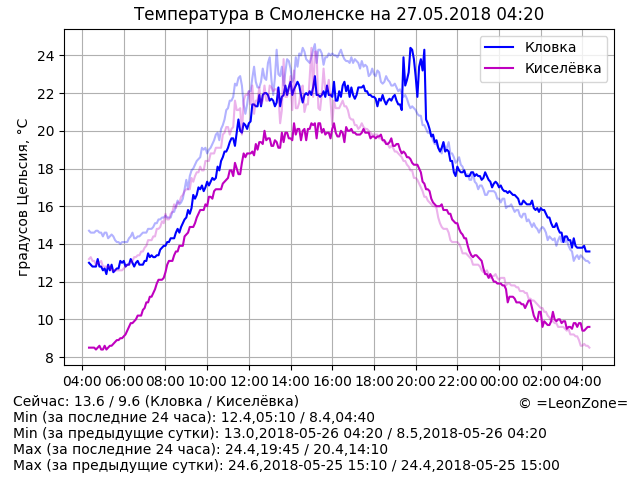 Температура в Смоленске на 27.05.2018 04:20
Кловка
Киселёвка
градусов Цельсия, °C
24
22
20
18
16
14
12
10
8
04:00 06:00 08:00 10:00 12:00 14:00 16:00 18:00 20:00 22:00 00:00 02:00 04:00
Сейчас: 13.6 / 9.6 (Кловка / Киселёвка)
© =LeonZone=
Min (за последние 24 часа): 12.4,05:10 / 8.4,04:40
Min (за предыдущие сутки): 13.0,2018-05-26 04:20 / 8.5,2018-05-26 04:20
Max (за последние 24 часа): 24.4,19:45 / 20.4,14:10
Max (за предыдущие сутки): 24.6,2018-05-25 15:10 / 24.4,2018-05-25 15:00